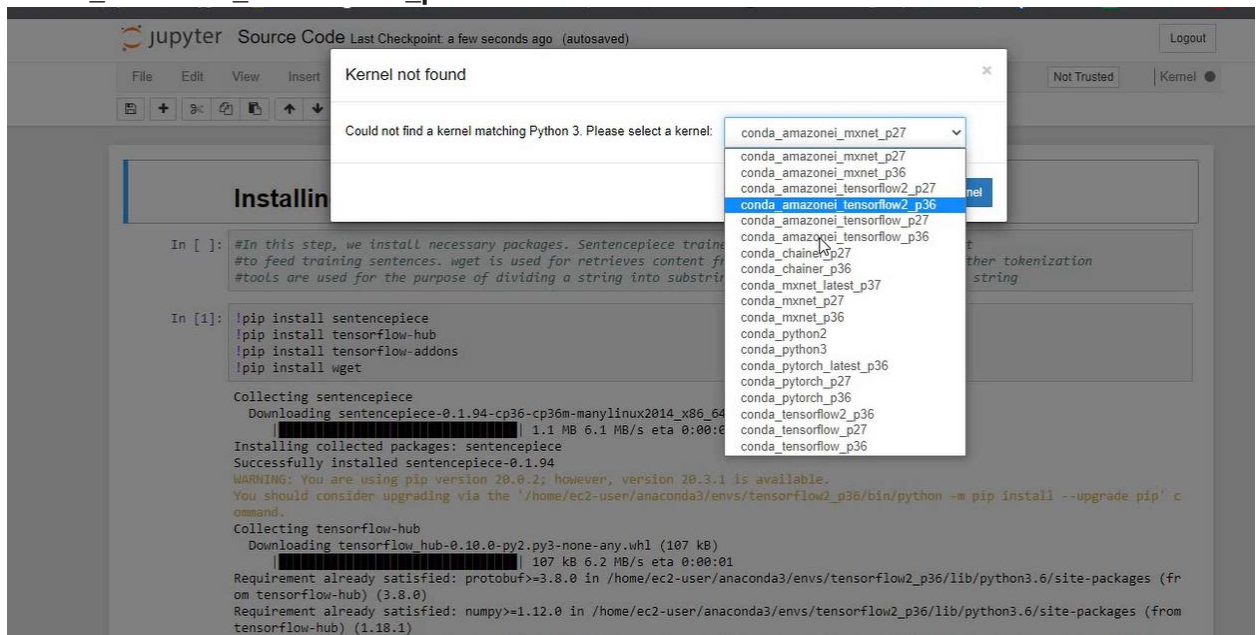 jupyter Source Code Last Checkpoint: a few seconds ago (autosaved)
Logout
File Edit View Insert
Not Trusted
Kernel
Kernel not found
×
Could not find a kernel matching Python 3. Please select a kernel:
conda_amazonei_mxnet_p27
conda_amazonei_mxnet_p27
conda_amazonei_mxnet_p36
conda_amazonei_tensorflow2_p27
conda_amazonei_tensorflow2_p36
conda_amazonei_tensorflow_p27
conda_amazonei_tensorflow_p36
conda_chainer_p27
conda_chainer_p36
conda_mxnet_latest_p37
conda_mxnet_p27
conda_mxnet_p36
conda_python2
conda_python3
conda_pytorch_latest_p36
conda_pytorch_p27
conda_pytorch_p36
conda_tensorflow2_p36
conda_tensorflow_p27
conda_tensorflow_p36
nel
Installin
In [ ]: #In this step, we install necessary packages. Sentencepiece traine t
#to feed training sentences. wget is used for retrieves content fr ther tokenization
#tools are used for the purpose of dividing a string into substrin string
In [1]: !pip install sentencepiece
!pip install tensorflow-hub
!pip install tensorflow-addons
!pip install wget
Collecting sentencepiece
Downloading sentencepiece-0.1.94-cp36-cp36m-manylinux2014_x86_64
| | 1.1 MB 6.1 MB/s eta 0:00:0
Installing collected packages: sentencepiece
Successfully installed sentencepiece-0.1.94
WARNING: You are using pip version 20.0.2; however, version 20.3.1 is available.
You should consider upgrading via the '/home/ec2-user/anaconda3/envs/tensorflow2_p36/bin/python -m pip install --upgrade pip' c
ommand.
Collecting tensorflow-hub
Downloading tensorflow_hub-0.10.0-py2.py3-none-any.whl (107 kB)
| | 107 kB 6.2 MB/s eta 0:00:01
Requirement already satisfied: protobuf>=3.8.0 in /home/ec2-user/anaconda3/envs/tensorflow2_p36/lib/python3.6/site-packages (fr
om tensorflow-hub) (3.8.0)
Requirement already satisfied: numpy>=1.12.0 in /home/ec2-user/anaconda3/envs/tensorflow2_p36/lib/python3.6/site-packages (from
tensorflow-hub) (1.18.1)